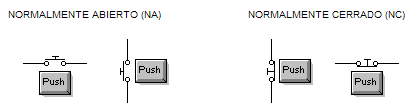 NORMALMENTE ABIERTO (NA)
NORMALMENTE CERRADO (NC)
Push
Push
Push
Push